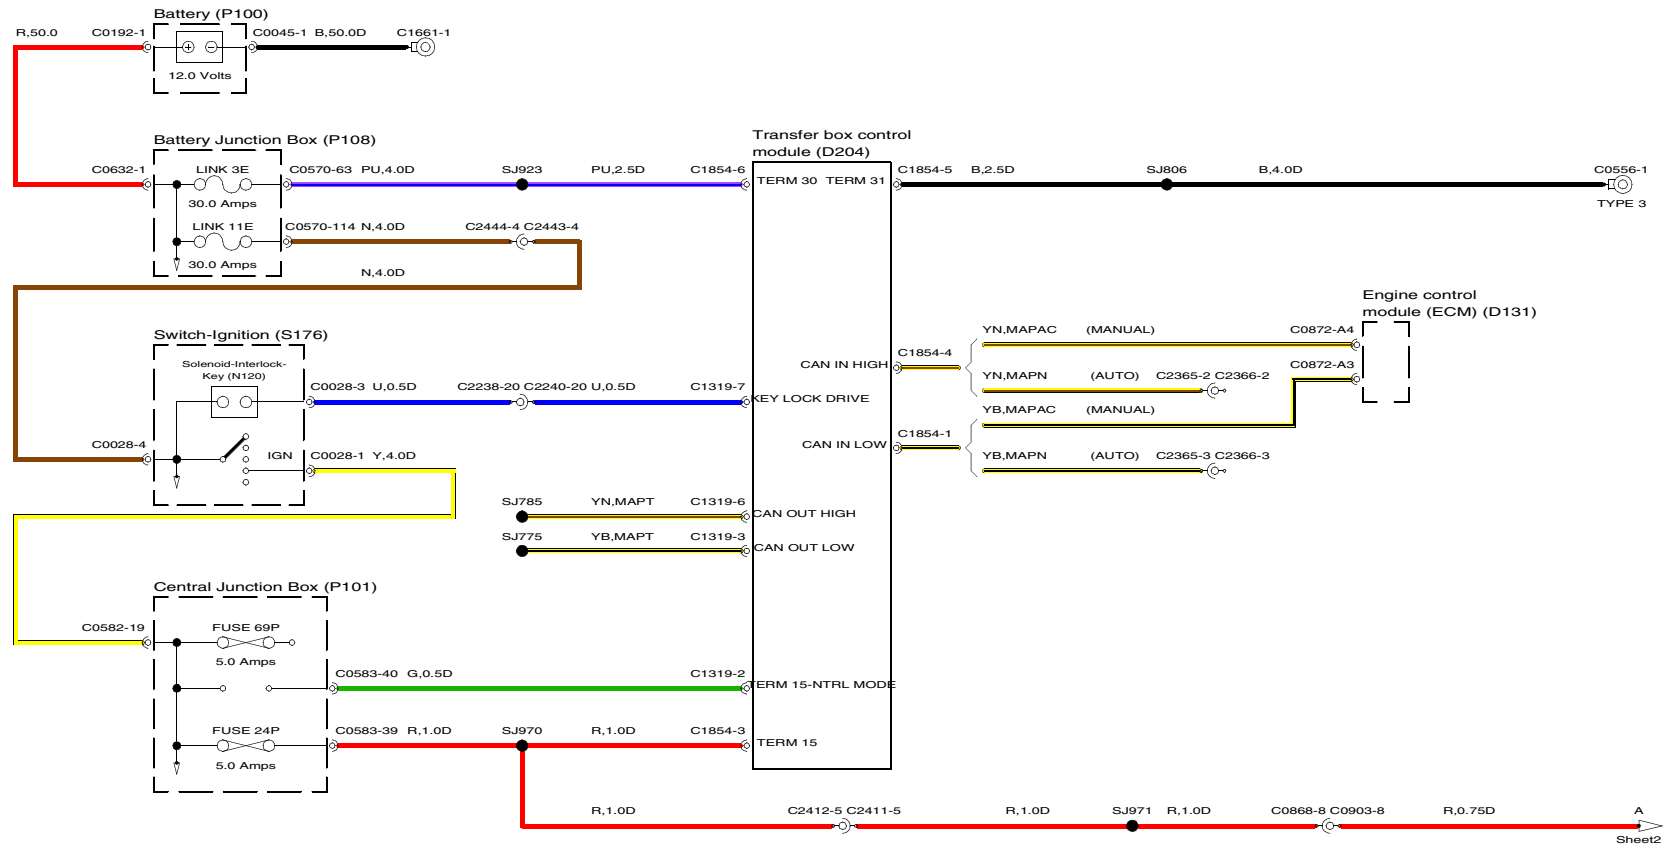 Battery (P100)
R,50.0 C0192-1 C0045-1 B,50.0D C1661-1
12.0 Volts
Battery Junction Box (P108)
Transfer box control
module (D204)
C0632-1 LINK 3E C0570-63 PU,4.0D SJ923 PU,2.5D C1854-6 C1854-5 B,2.5D SJ806 B,4.0D C0556-1
TERM 30 TERM 31
30.0 Amps
TYPE 3
LINK 11E C0570-114 N,4.0D C2444-4 C2443-4
30.0 Amps
N,4.0D
Engine control
module (ECM) (D131)
Switch-Ignition (S176)
YN,MAPAC (MANUAL) C0872-A4
Solenoid-Interlock-
Key (N120)
CAN IN HIGH C1854-4
C0872-A3
YN,MAPN (AUTO) C2365-2 C2366-2
C0028-3 U,0.5D C2238-20 C2240-20 U,0.5D C1319-7
KEY LOCK DRIVE
YB,MAPAC (MANUAL)
C0028-4
CAN IN LOW C1854-1
IGN C0028-1 Y,4.0D
YB,MAPN (AUTO) C2365-3 C2366-3
SJ785 YN,MAPT C1319-6
CAN OUT HIGH
SJ775 YB,MAPT C1319-3
CAN OUT LOW
Central Junction Box (P101)
C0582-19 FUSE 69P
5.0 Amps
C0583-40 G,0.5D C1319-2
TERM 15-NTRL MODE
FUSE 24P C0583-39 R,1.0D SJ970 R,1.0D C1854-3
TERM 15
5.0 Amps
R,1.0D C2412-5 C2411-5 R,1.0D SJ971 R,1.0D C0868-8 C0903-8 R,0.75D A
Sheet2